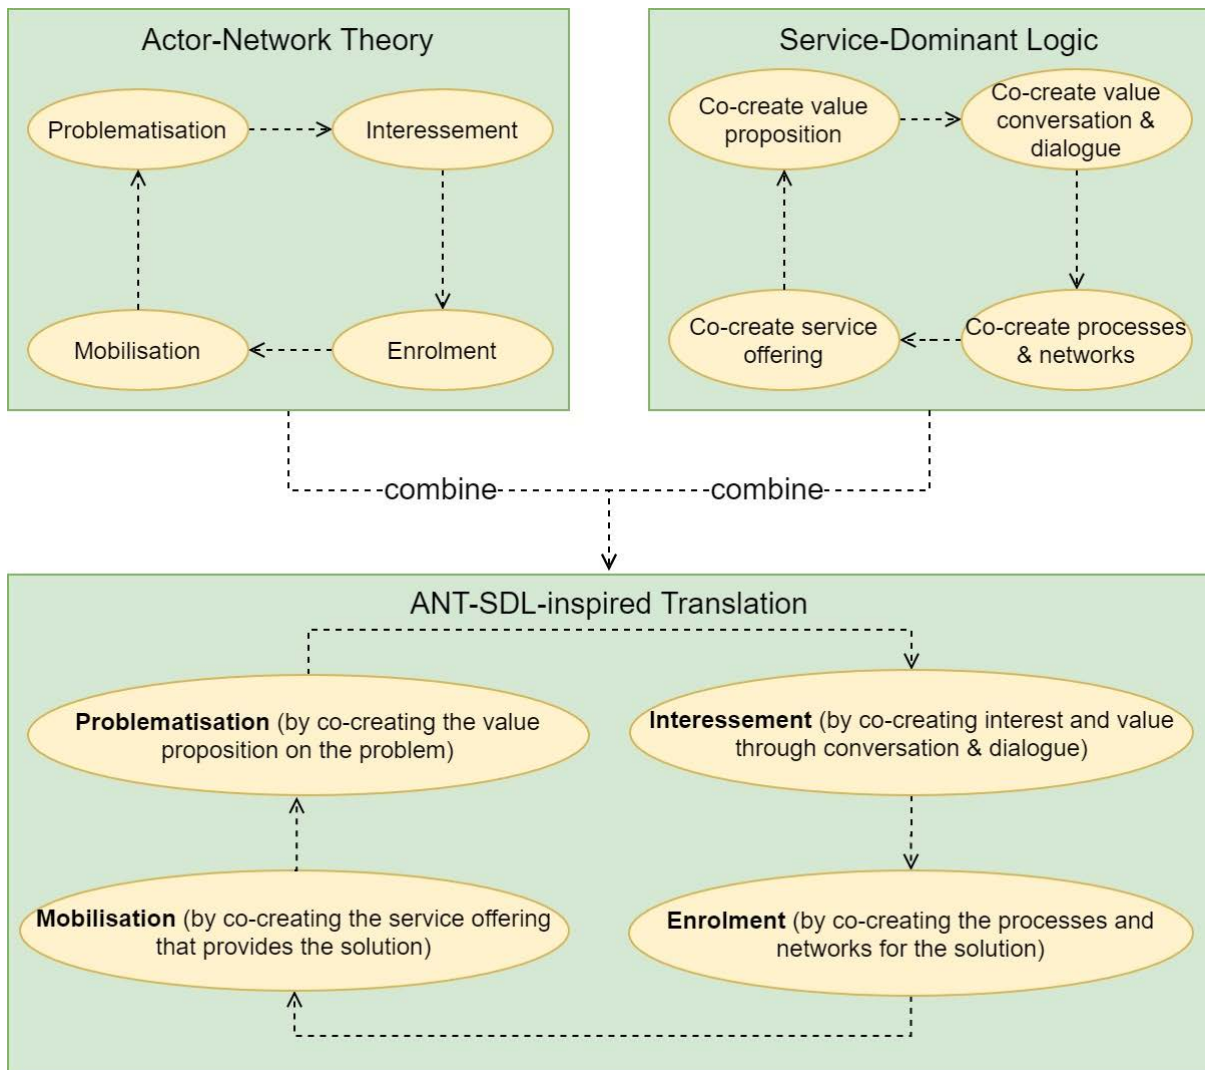 Actor-Network Theory
Problematisation
Interessement
Mobilisation
Enrolment
Service-Dominant Logic
Co-create value
proposition
Co-create value
conversation &
dialogue
Co-create service
offering
Co-create processes
& networks
combine
combine
ANT-SDL-inspired Translation
Problematisation (by co-creating the value
proposition on the problem)
Interessement (by co-creating interest and value
through conversation & dialogue)
Mobilisation (by co-creating the service offering
that provides the solution)
Enrolment (by co-creating the processes and
networks for the solution)